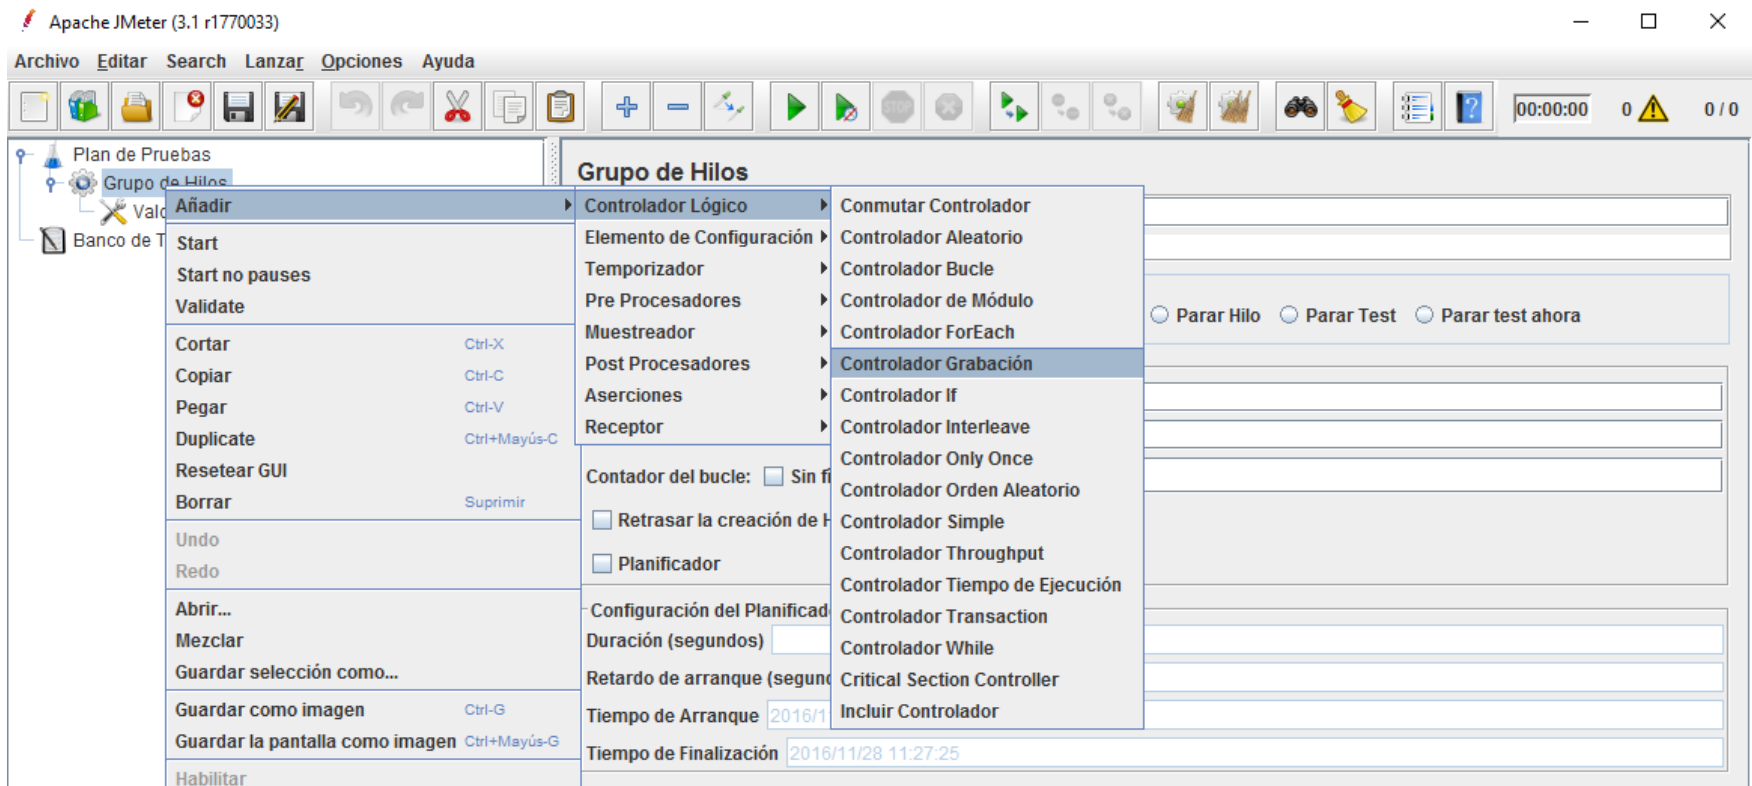 Apache JMeter (3.1 r1770033)
Archivo Editar Search Lanzar Opciones Ayuda
STOP
00:00:00 0 0 / 0
Plan de Pruebas
Grupo de Hilos
Banco de T
Grupo de Hilos
Añadir
Start
Start no pauses
Validate
Cortar Ctrl-X
Copiar Ctrl-C
Pegar Ctrl-V
Duplicate Ctrl+Mayús-C
Resetear GUI
Borrar Suprimir
Undo
Redo
Abrir...
Mezclar
Guardar selección como...
Guardar como imagen Ctrl-G
Guardar la pantalla como imagen Ctrl+Mayús-G
Habilitar
Controlador Lógico
Elemento de Configuración
Temporizador
Pre Procesadores
Muestreador
Post Procesadores
Aserciones
Receptor
Conmutar Controlador
Controlador Aleatorio
Controlador Bucle
Controlador de Módulo
Controlador ForEach
Controlador Grabación
Controlador If
Controlador Interleave
Controlador Only Once
Controlador Orden Aleatorio
Controlador Simple
Controlador Throughput
Controlador Tiempo de Ejecución
Controlador Transaction
Controlador While
Critical Section Controller
Incluir Controlador
Parar Hilo Parar Test Parar test ahora
Contador del bucle: Sin
Retrasar la creación de
Planificador
Configuración del Planificad
Duración (segundos)
Retardo de arranque (segun
Tiempo de Arranque 2016/1
Tiempo de Finalización 2016/11/28 11:27:25